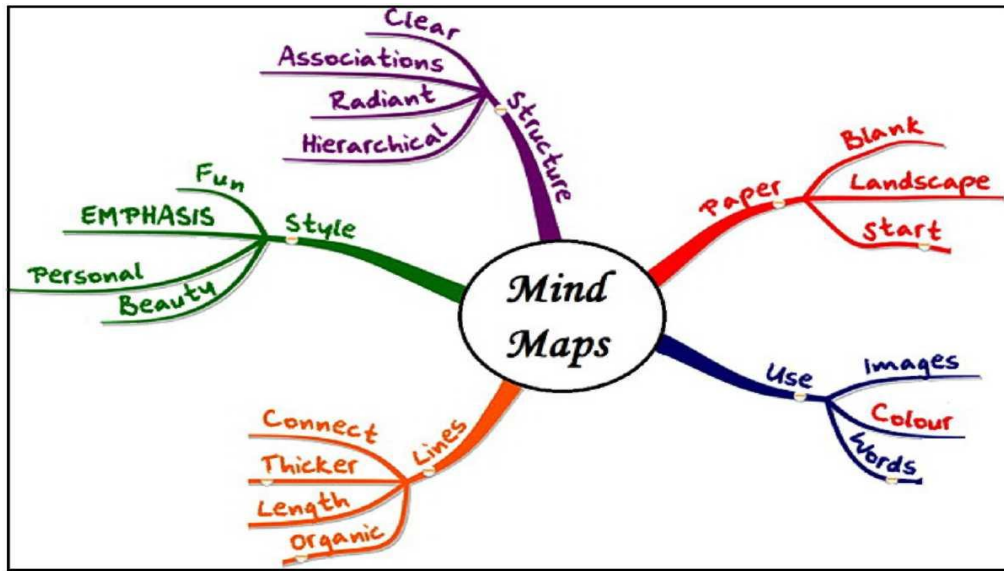 Mind
Maps
Structure
Clear
Associations
Radiant
Hierarchical
Paper
Blank
Landscape
Start
Use
Images
Colour
Words
Lines
Connect
Thicker
Length
Organic
Style
Fun
EMPHASIS
Personal
Beauty